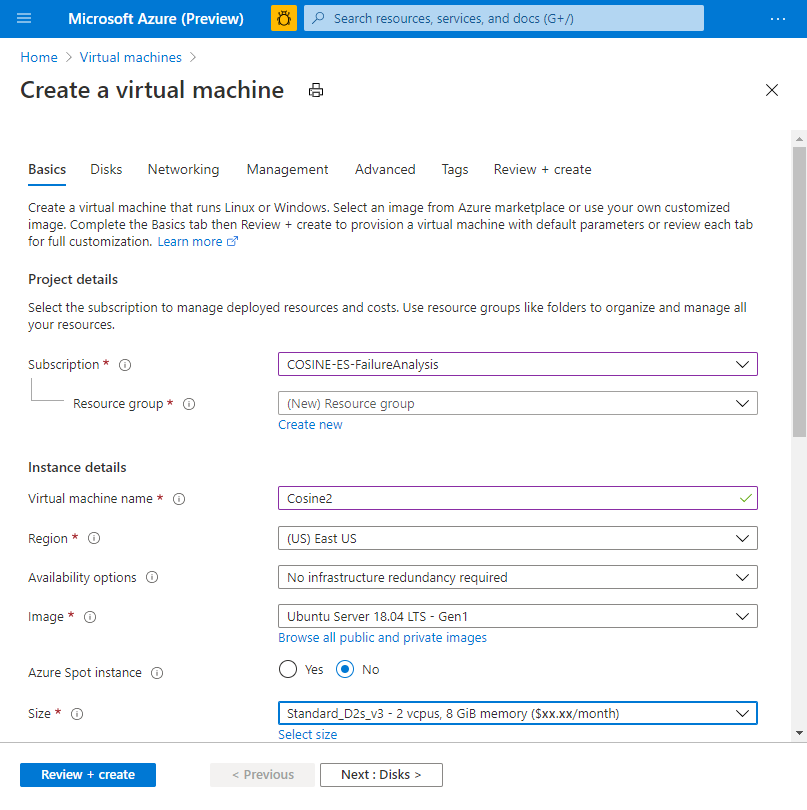 Microsoft Azure (Preview)
Search resources, services, and docs (G+/)
...
Home > Virtual machines >
Create a virtual machine
Basics Disks Networking Management Advanced Tags Review + create
Create a virtual machine that runs Linux or Windows. Select an image from Azure marketplace or use your own customized
image. Complete the Basics tab then Review + create to provision a virtual machine with default parameters or review each tab
for full customization. Learn more
Project details
Select the subscription to manage deployed resources and costs. Use resource groups like folders to organize and manage all
your resources.
Subscription * COSINE-ES-FailureAnalysis
Resource group * (New) Resource group
Create new
Instance details
Virtual machine name * Cosine2
Region * (US) East US
Availability options No infrastructure redundancy required
Image * Ubuntu Server 18.04 LTS - Gen1
Browse all public and private images
Azure Spot instance Yes No
Size * Standard_D2s_v3 - 2 vcpus, 8 GiB memory ($xx.xx/month)
Select size
Review + create < Previous Next : Disks >